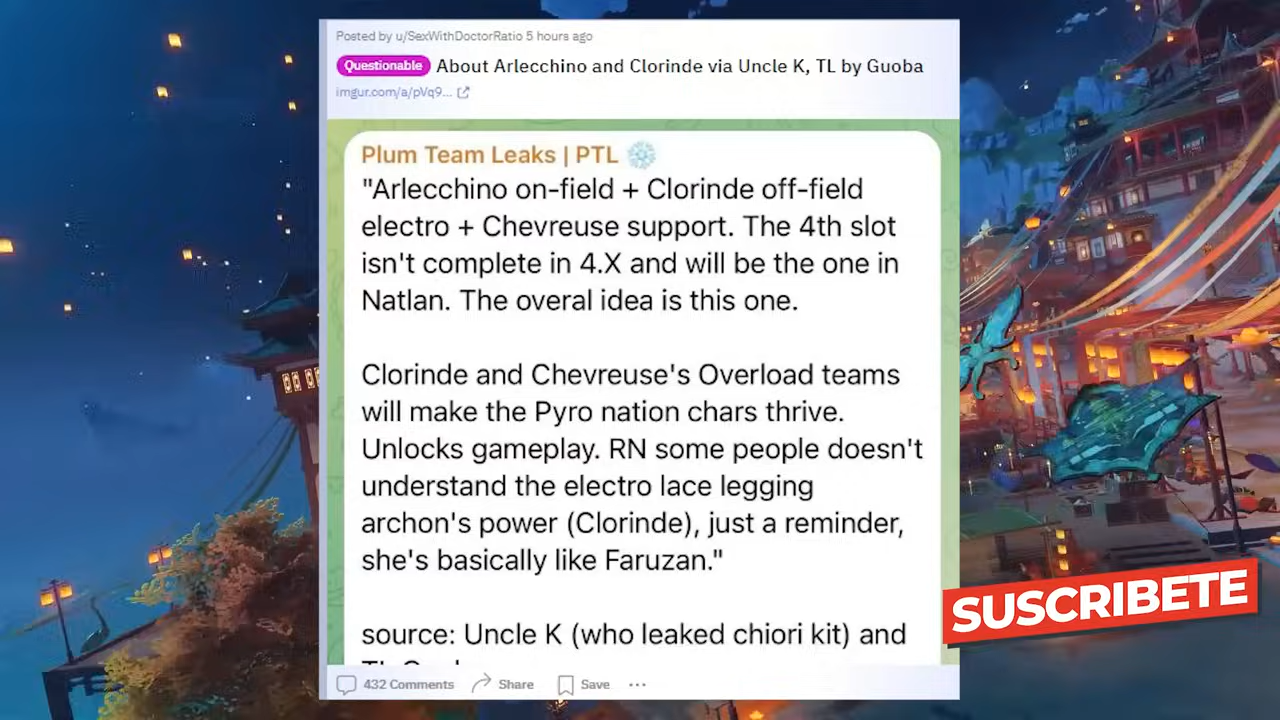 Posted by u/SexWithDoctorRatio 5 hours ago
Questionable About Arlecchino and Clorinde via Uncle K, TL by Guoba
imgur.com/a/pVq9...
Plum Team Leaks | PTL
"Arlecchino on-field + Clorinde off-field
electro + Chevreuse support. The 4th slot
isn't complete in 4.X and will be the one in
Natlan. The overal idea is this one.
Clorinde and Chevreuse's Overload teams
will make the Pyro nation chars thrive.
Unlocks gameplay. RN some people doesn't
understand the electro lace legging
archon's power (Clorinde), just a reminder,
she's basically like Faruzan."
source: Uncle K (who leaked chiori kit) and
432 Comments Share Save ...
SUSCRIBETE